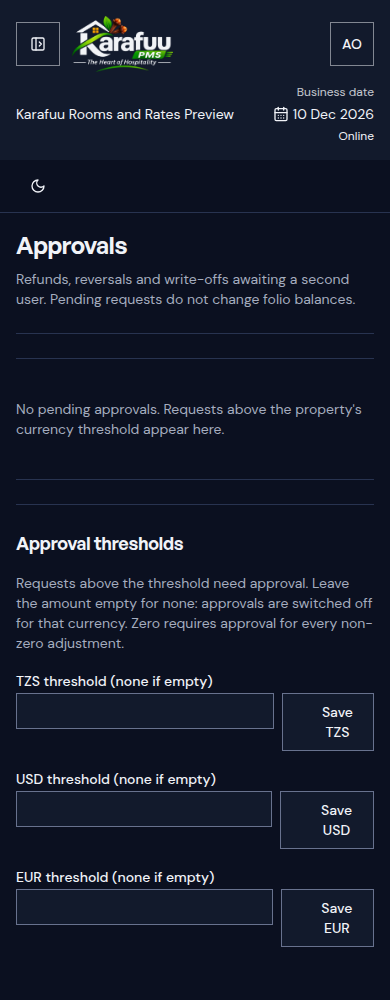 Karafuu
PMS
The Heart of Hospitality
AO
Business date
Karafuu Rooms and Rates Preview
10 Dec 2026
Online
Approvals
Refunds, reversals and write-offs awaiting a second
user. Pending requests do not change folio balances.
No pending approvals. Requests above the property's
currency threshold appear here.
Approval thresholds
Requests above the threshold need approval. Leave
the amount empty for none: approvals are switched off
for that currency. Zero requires approval for every non-
zero adjustment.
TZS threshold (none if empty)
Save
TZS
USD threshold (none if empty)
Save
USD
EUR threshold (none if empty)
Save
EUR